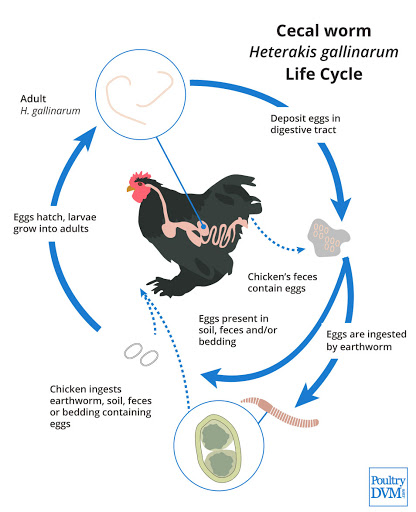 Cecal worm
Heterakis gallinarum
Life Cycle
Adult
H. gallinarum
Deposit eggs in
digestive tract
Eggs hatch, larvae
grow into adults
Chicken's feces
contain eggs
Eggs present in
soil, feces and/or
bedding
Eggs are ingested
by earthworm
Chicken ingests
earthworm, soil, feces
or bedding containing
eggs
Poultry
DVM.com